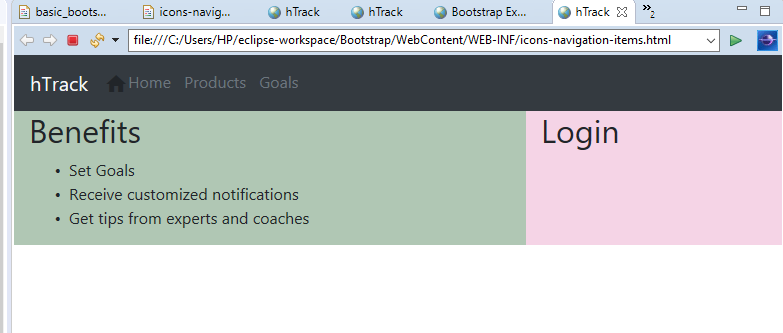 basic_boots... icons-navig... hTrack hTrack Bootstrap Ex... hTrack »2
file:///C:/Users/HP/eclipse-workspace/Bootstrap/WebContent/WEB-INF/icons-navigation-items.html
hTrack Home Products Goals
Benefits Login
• Set Goals
• Receive customized notifications
• Get tips from experts and coaches